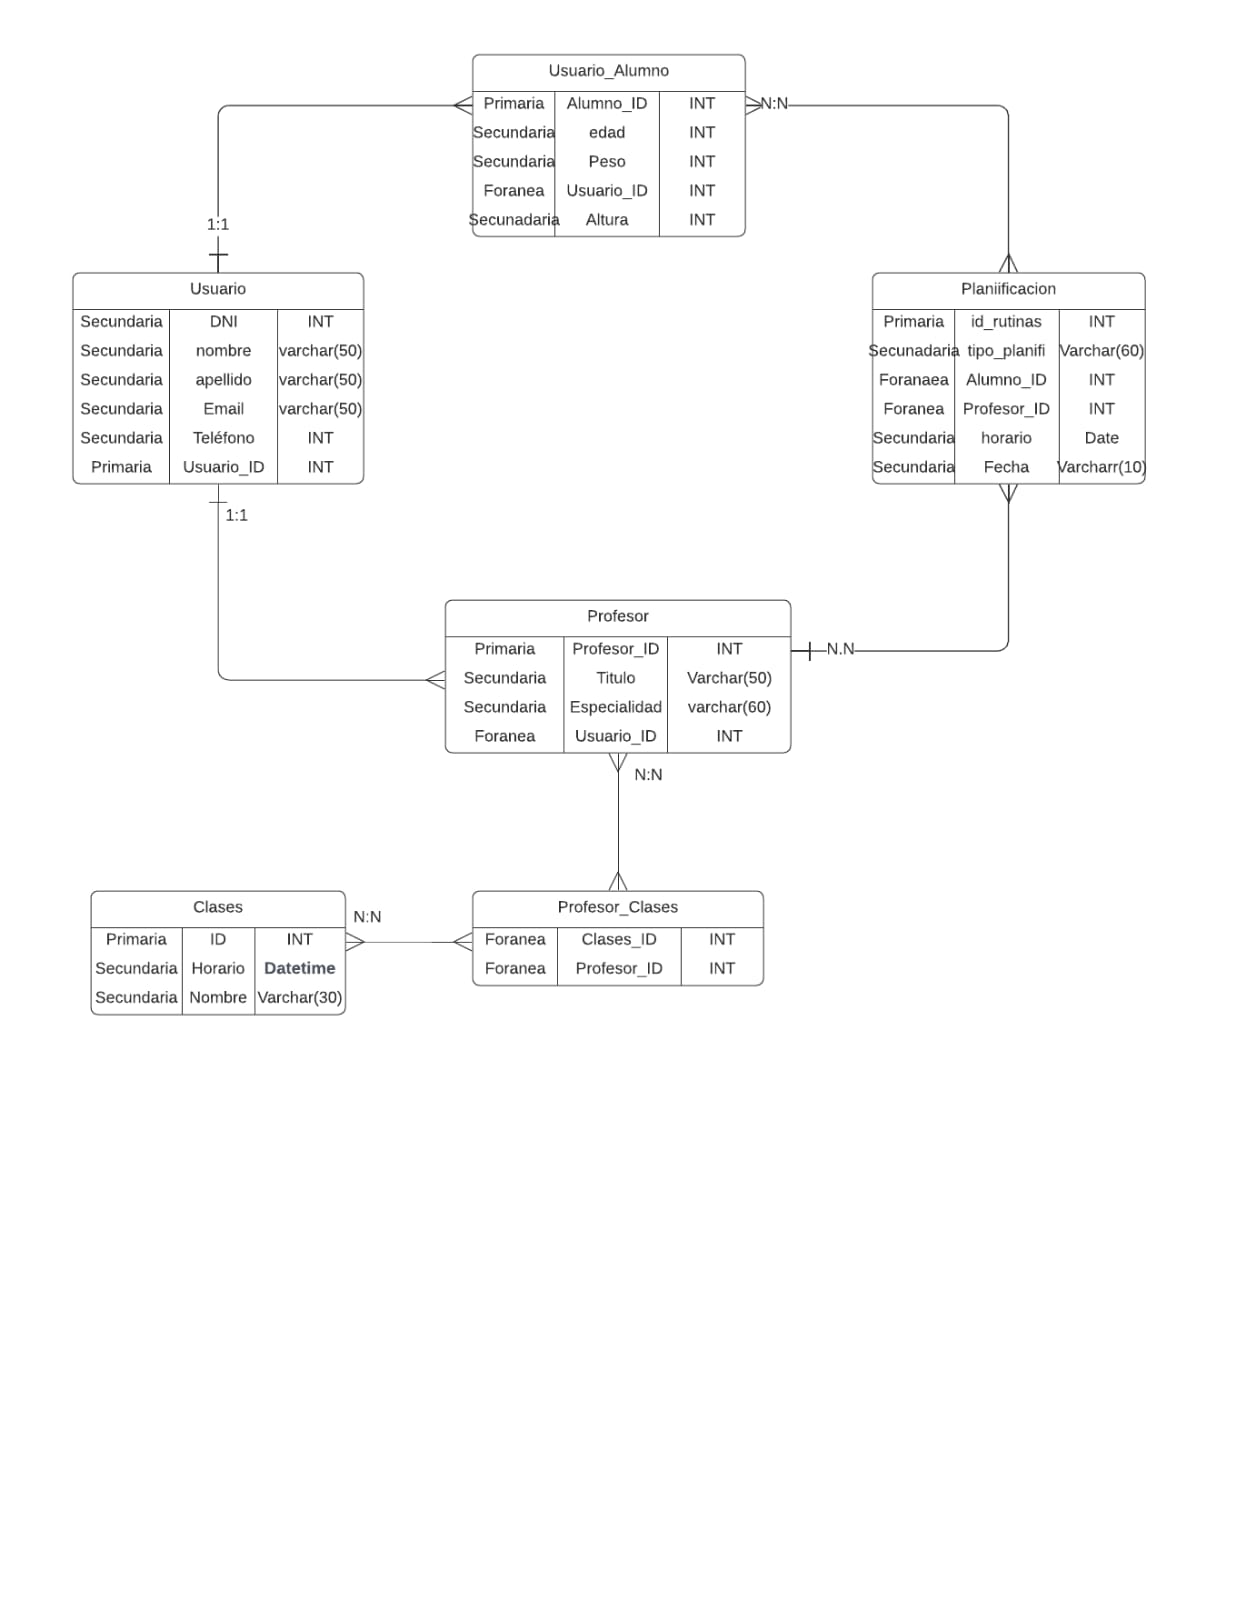 Usuario_Alumno
Primaria Alumno_ID INT
N:N
Secundaria edad INT
Secundaria Peso INT
Foranea Usuario_ID INT
Secunadaria Altura INT
1:1
Usuario
Secundaria DNI INT
Secundaria nombre varchar(50)
Secundaria apellido varchar(50)
Secundaria Email varchar(50)
Secundaria Teléfono INT
Primaria Usuario_ID INT
1:1
Planiificacion
Primaria id_rutinas INT
Secunadaria tipo_planifi Varchar(60)
Foranaea Alumno_ID INT
Foranea Profesor_ID INT
Secundaria horario Date
Secundaria Fecha Varcharr(10)
Profesor
Primaria Profesor_ID INT
N.N
Secundaria Titulo Varchar(50)
Secundaria Especialidad varchar(60)
Foranea Usuario_ID INT
N:N
Clases
N:N
Primaria ID INT
Secundaria Horario Datetime
Secundaria Nombre Varchar(30)
Profesor_Clases
Foranea Clases_ID INT
Foranea Profesor_ID INT